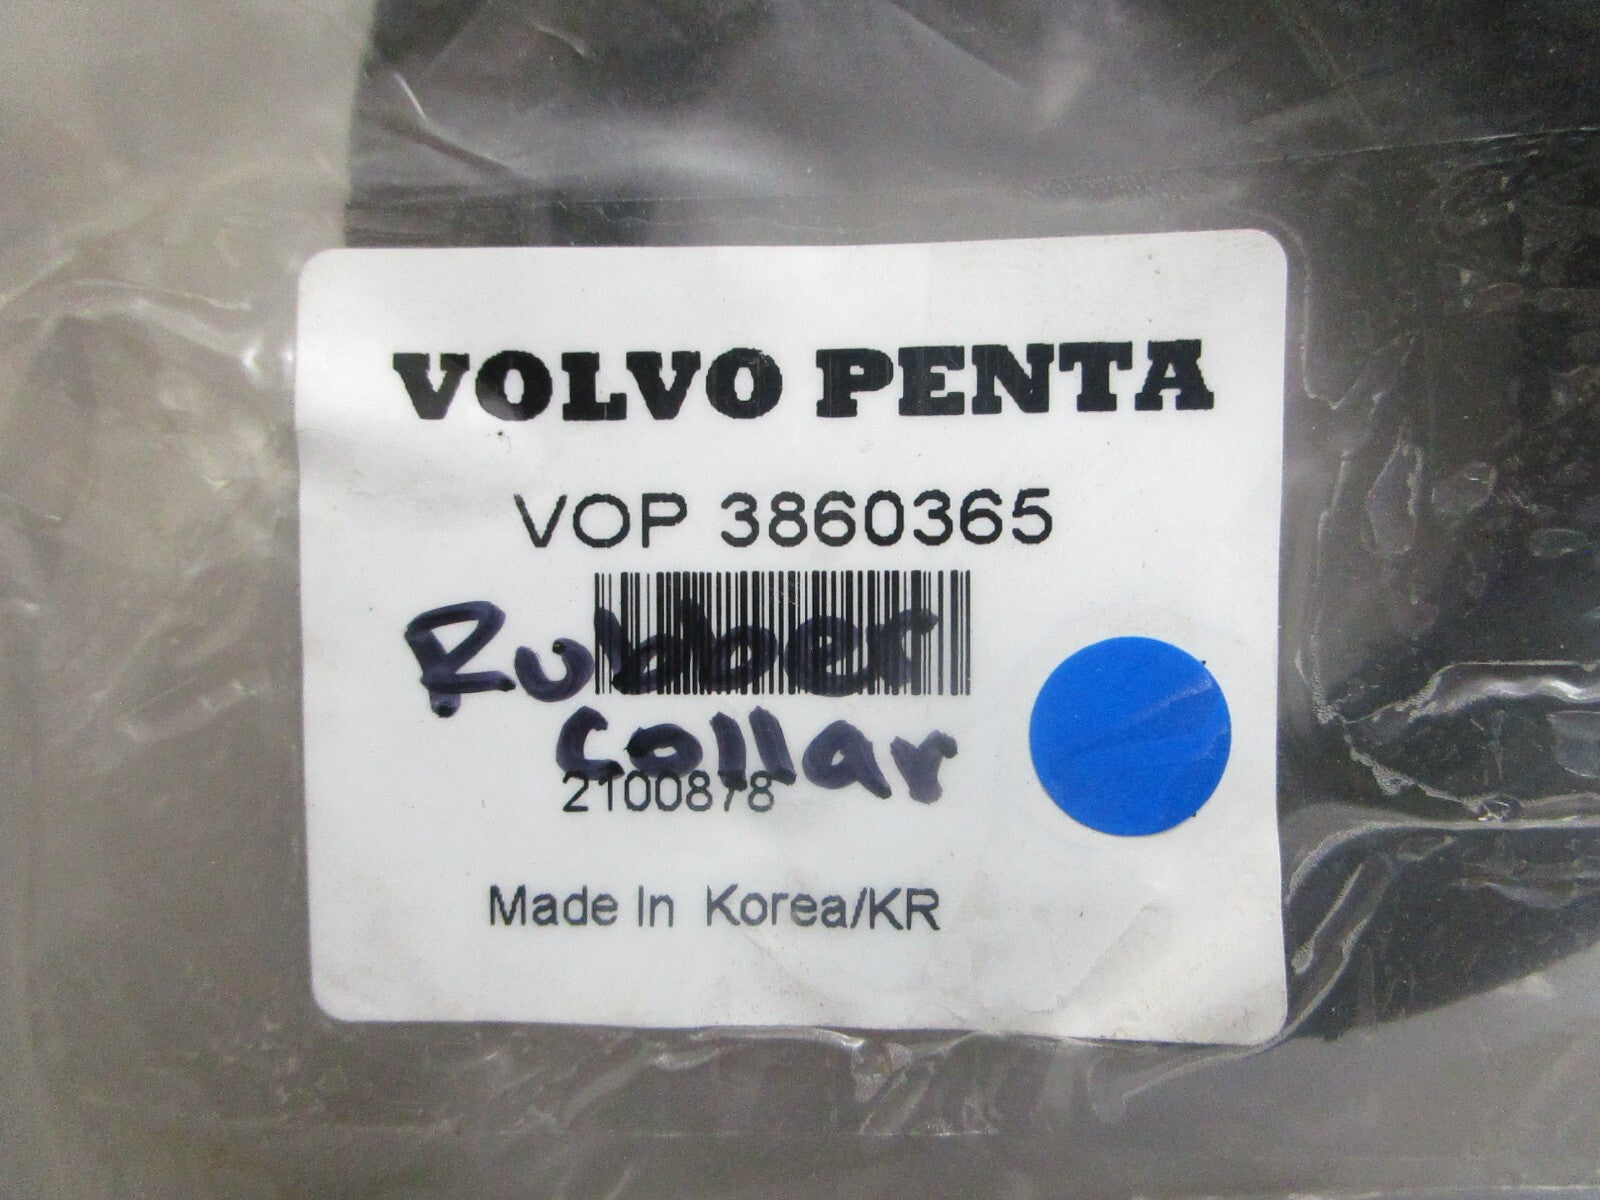 VOLVO PENTA
VOP 3860365
Rubber
Collar
2100878
Made In Korea/KR